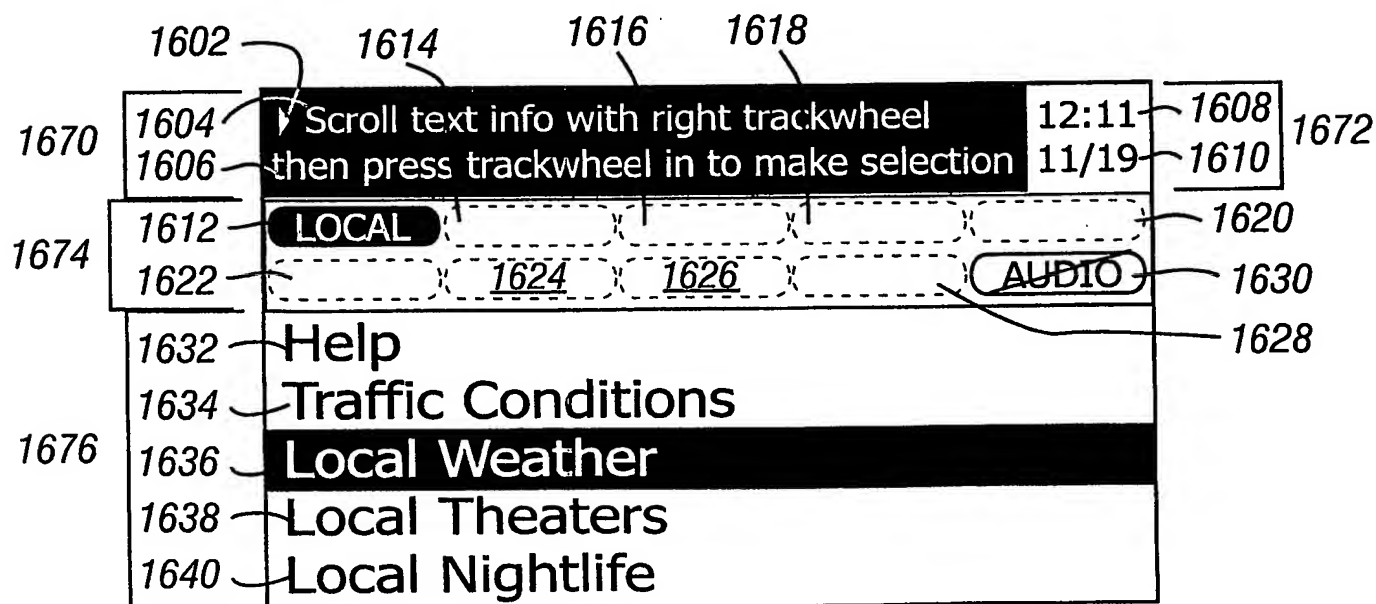 1602 1614 1616 1618
1670 1604 Scroll text info with right trackwheel 12:11 1608 1672
1606 then press trackwheel in to make selection 11/19 1610
1674 1612 LOCAL 1620
1622 1624 1626 AUDIO 1630
1628
1632 Help
1634 Traffic Conditions
1676 1636 Local Weather
1638 Local Theaters
1640 Local Nightlife